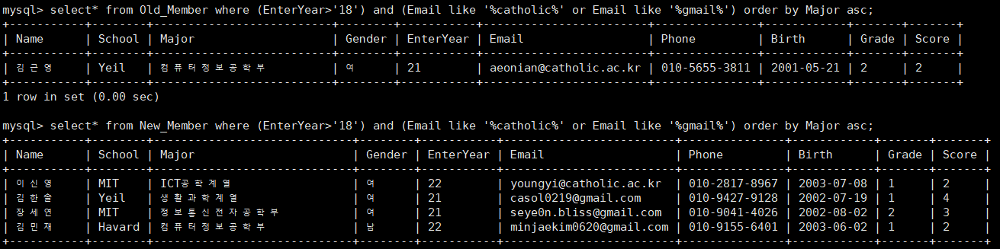 mysql> select* from Old_Member where (EnterYear>'18') and (Email like '%catholic%' or Email like '%gmail%') order by Major asc;
+-----------+--------+-------------------------+--------+-----------+------------------------+---------------+------------+-------+-------+
| Name      | School | Major                   | Gender | EnterYear | Email                  | Phone         | Birth      | Grade | Score |
+-----------+--------+-------------------------+--------+-----------+------------------------+---------------+------------+-------+-------+
| 김근영 | Yeil   | 컴퓨터정보공학부 | 여 | 21        | aeonian@catholic.ac.kr | 010-5655-3811 | 2001-05-21 | 2     | 2     |
+-----------+--------+-------------------------+--------+-----------+------------------------+---------------+------------+-------+-------+
1 row in set (0.00 sec)
mysql> select* from New_Member where (EnterYear>'18') and (Email like '%catholic%' or Email like '%gmail%') order by Major asc;
+-----------+--------+----------------------------+--------+-----------+-------------------------+---------------+------------+-------+-------+
| Name      | School | Major                      | Gender | EnterYear | Email                   | Phone         | Birth      | Grade | Score |
+-----------+--------+----------------------------+--------+-----------+-------------------------+---------------+------------+-------+-------+
| 이신영 | MIT    | ICT공학계열 | 여 | 22        | youngyi@catholic.ac.kr  | 010-2817-8967 | 2003-07-08 | 1     | 2     |
| 김한솔 | Yeil   | 생활과학계열 | 여 | 21        | casol0219@gmail.com     | 010-9427-9128 | 2002-07-19 | 1     | 4     |
| 장세연 | MIT    | 정보통신전자공학부 | 여 | 21        | seye0n.bliss@gmail.com  | 010-9041-4026 | 2002-08-02 | 2     | 3     |
| 김민재 | Havard | 컴퓨터정보공학부 | 남 | 22        | minjaekim0620@gmail.com | 010-9155-6401 | 2003-06-02 | 1     | 2     |
+-----------+--------+----------------------------+--------+-----------+-------------------------+---------------+------------+-------+-------+